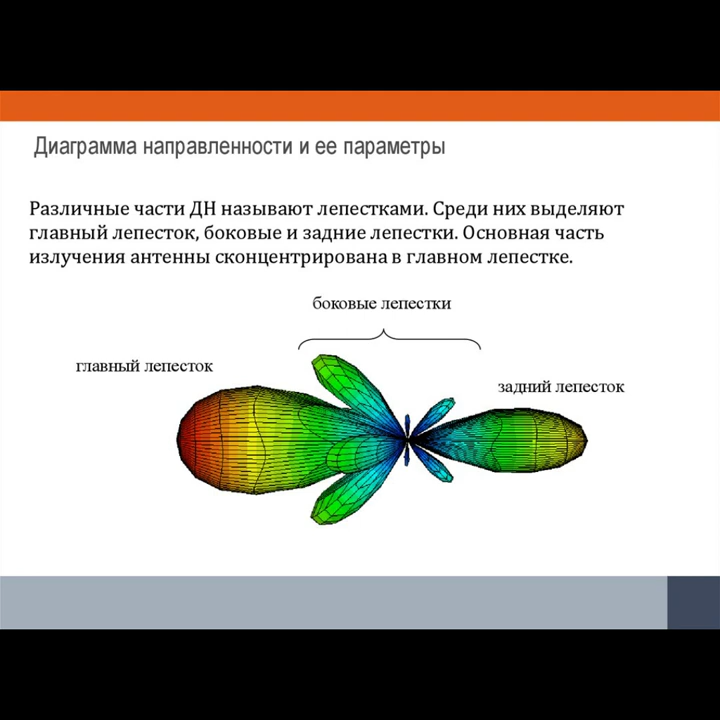 Диаграмма направленности и ее параметры
Различные части ДН называют лепестками. Среди них выделяют
главный лепесток, боковые и задние лепестки. Основная часть
излучения антенны сконцентрирована в главном лепестке.
боковые лепестки
главный лепесток
задний лепесток